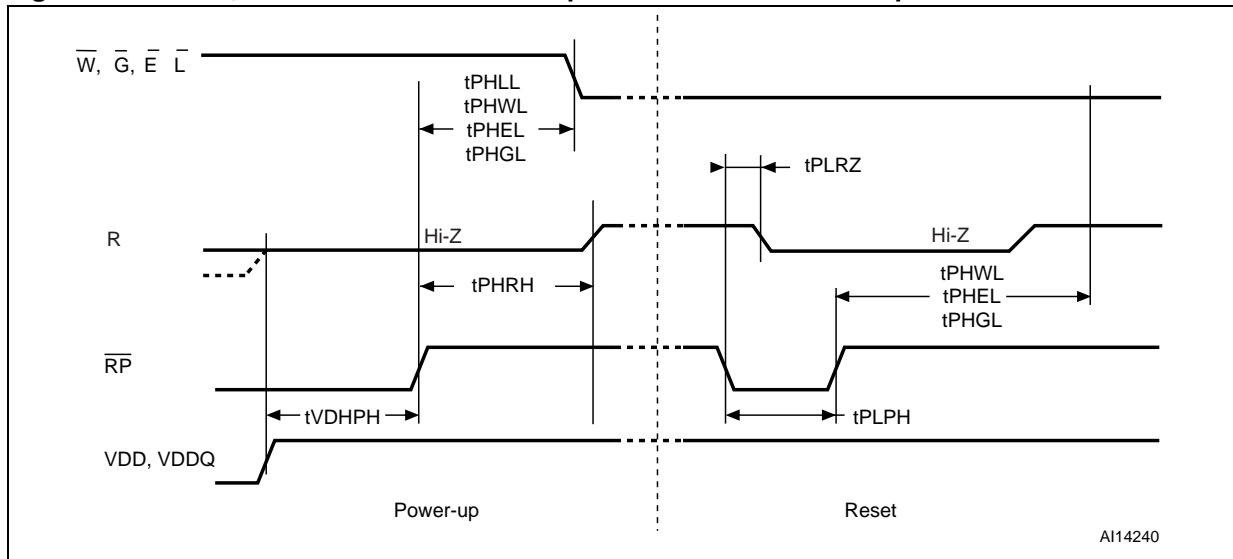 W, G, E L
tPHLL
tPHWL
tPHEL
tPHGL
tPLRZ
R
Hi-Z
Hi-Z
tPHRH
tPHWL
tPHEL
tPHGL
RP
tVDHPH
tPLPH
VDD, VDDQ
Power-up
Reset
AI14240